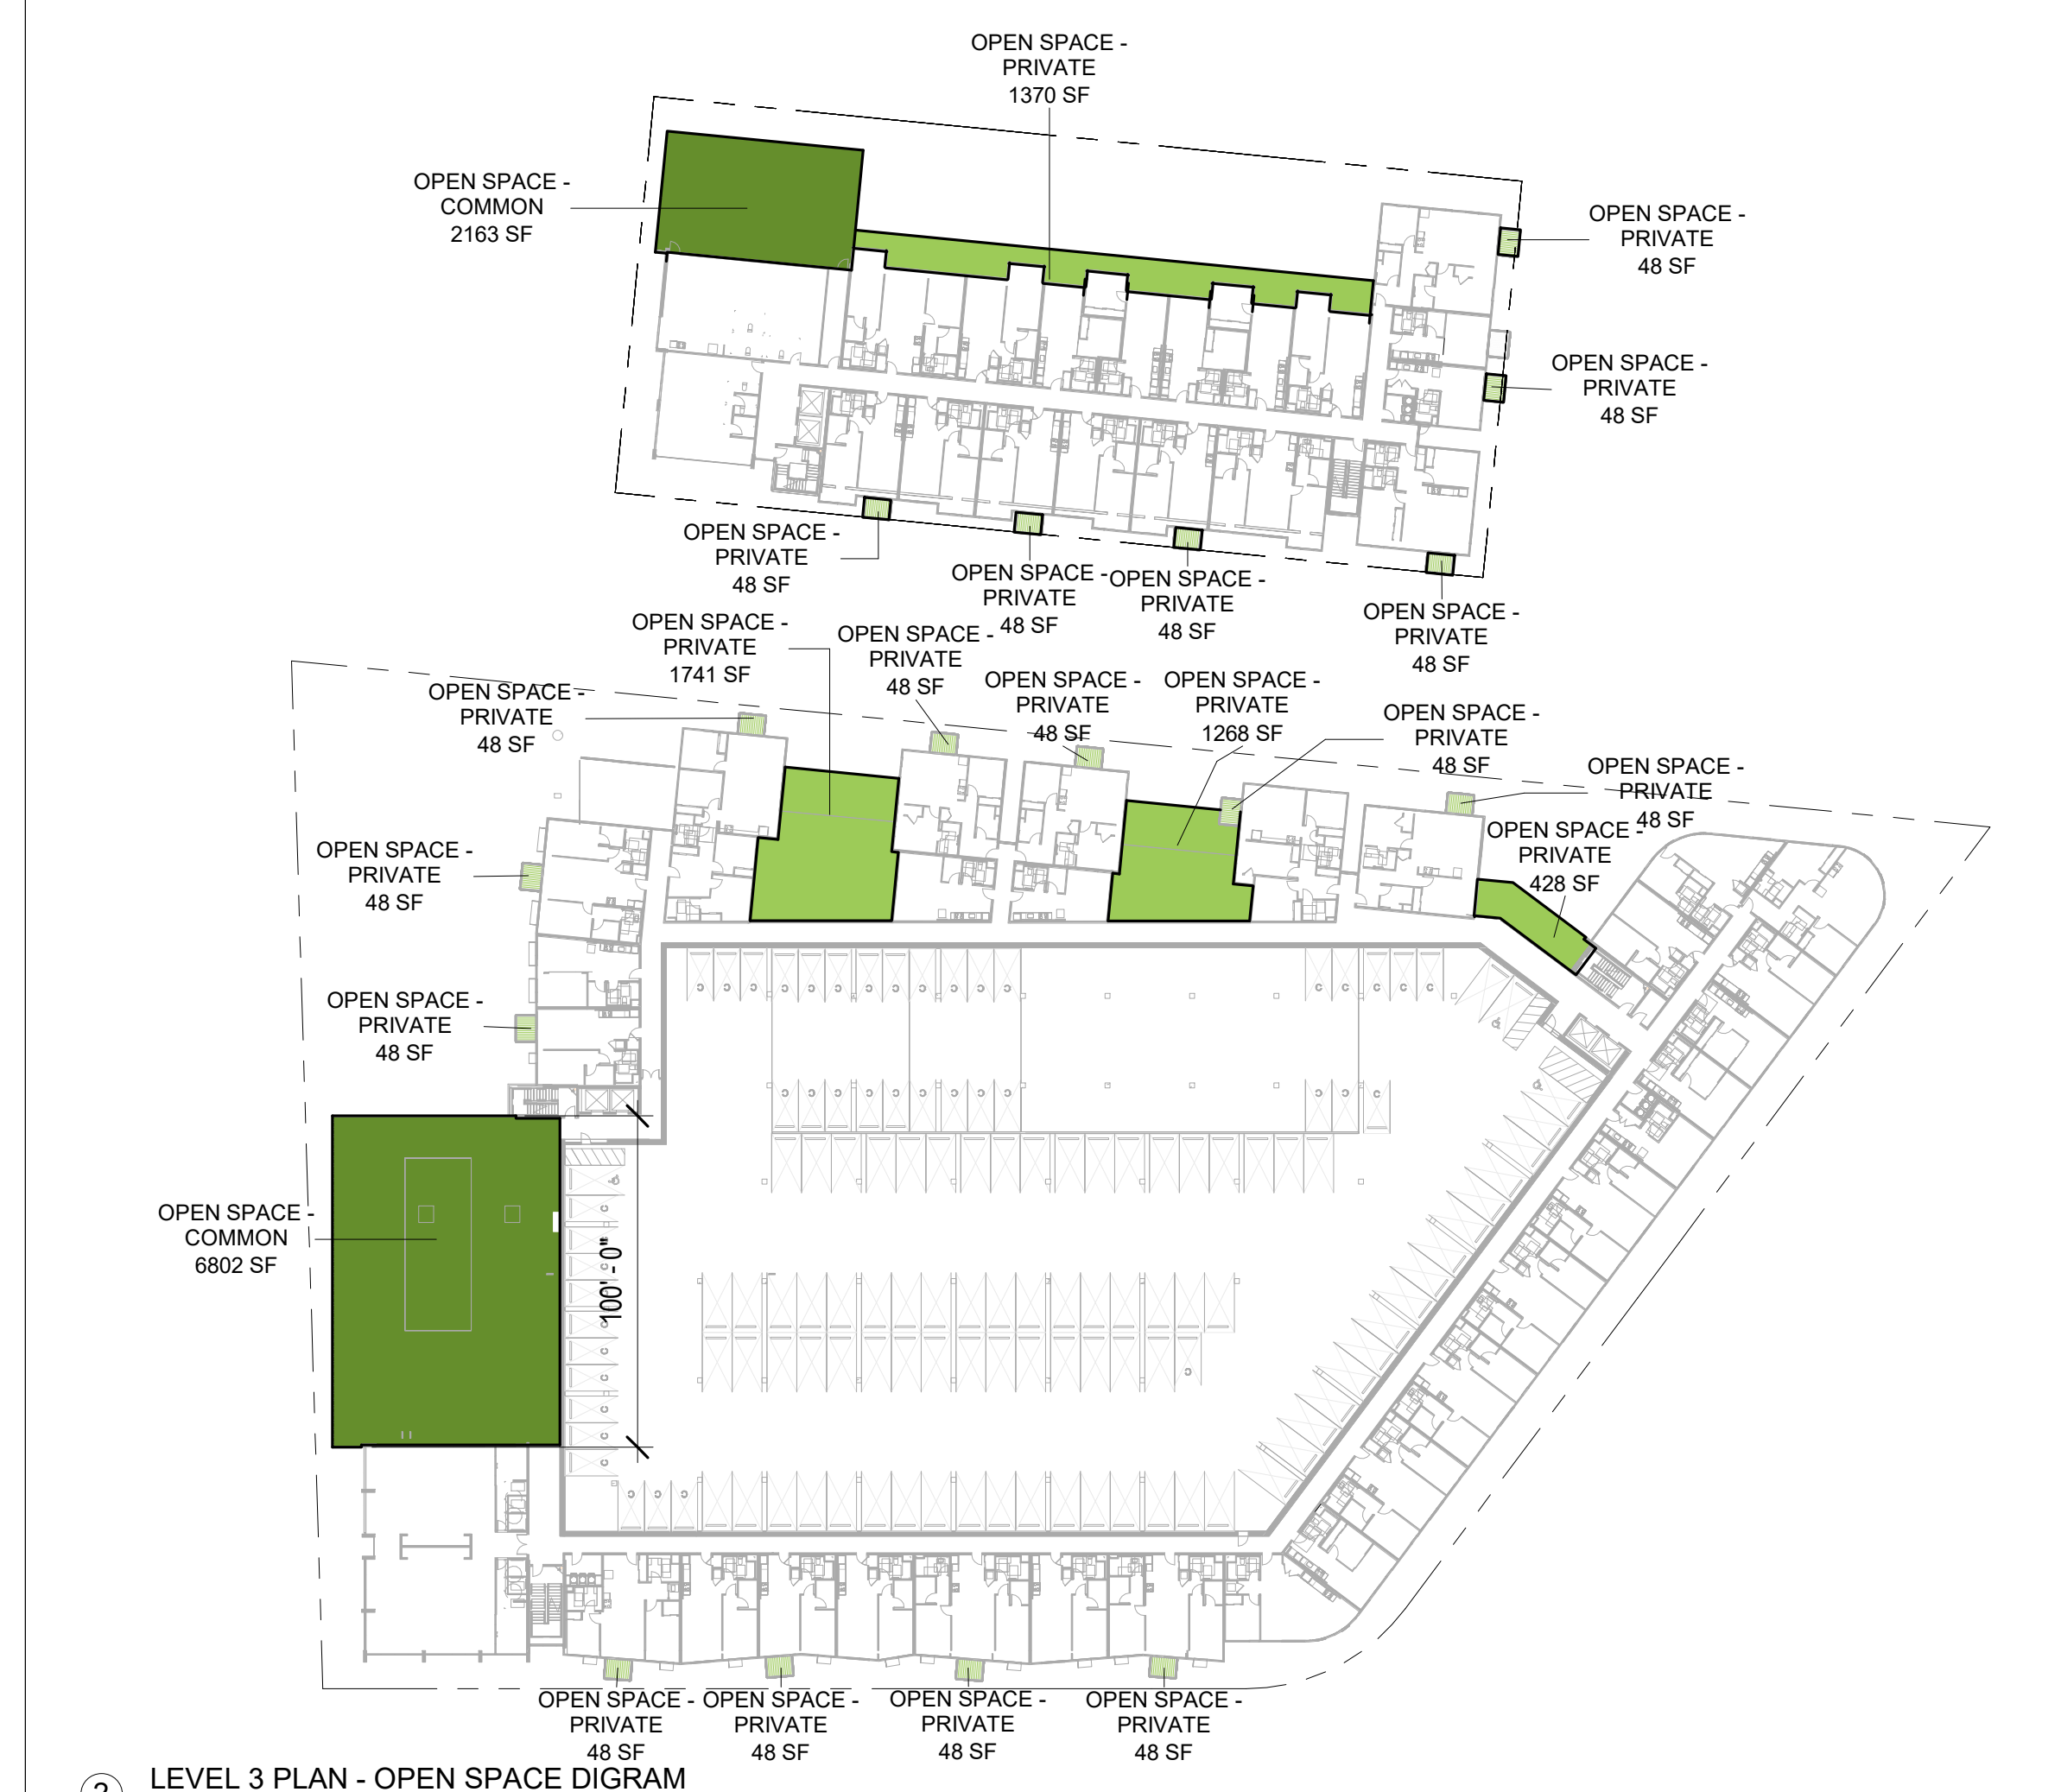 OPEN SPACE -
PRIVATE
1370 SF
OPEN SPACE -
COMMON
2163 SF
OPEN SPACE -
PRIVATE
48 SF
OPEN SPACE -
PRIVATE
48 SF
OPEN SPACE -
PRIVATE
48 SF
OPEN SPACE -
PRIVATE
48 SF
OPEN SPACE -
PRIVATE
48 SF
OPEN SPACE -
PRIVATE
48 SF
OPEN SPACE -
PRIVATE
1741 SF
OPEN SPACE -
PRIVATE
48 SF
OPEN SPACE -
PRIVATE
48 SF
OPEN SPACE -
PRIVATE
48 SF
OPEN SPACE -
PRIVATE
1268 SF
OPEN SPACE -
PRIVATE
48 SF
OPEN SPACE -
PRIVATE
48 SF
OPEN SPACE -
PRIVATE
428 SF
OPEN SPACE -
PRIVATE
48 SF
OPEN SPACE -
PRIVATE
48 SF
OPEN SPACE -
COMMON
6802 SF
100' - 0"
OPEN SPACE -
PRIVATE
48 SF
OPEN SPACE -
PRIVATE
48 SF
OPEN SPACE -
PRIVATE
48 SF
OPEN SPACE -
PRIVATE
48 SF
LEVEL 3 PLAN - OPEN SPACE DIGRAM